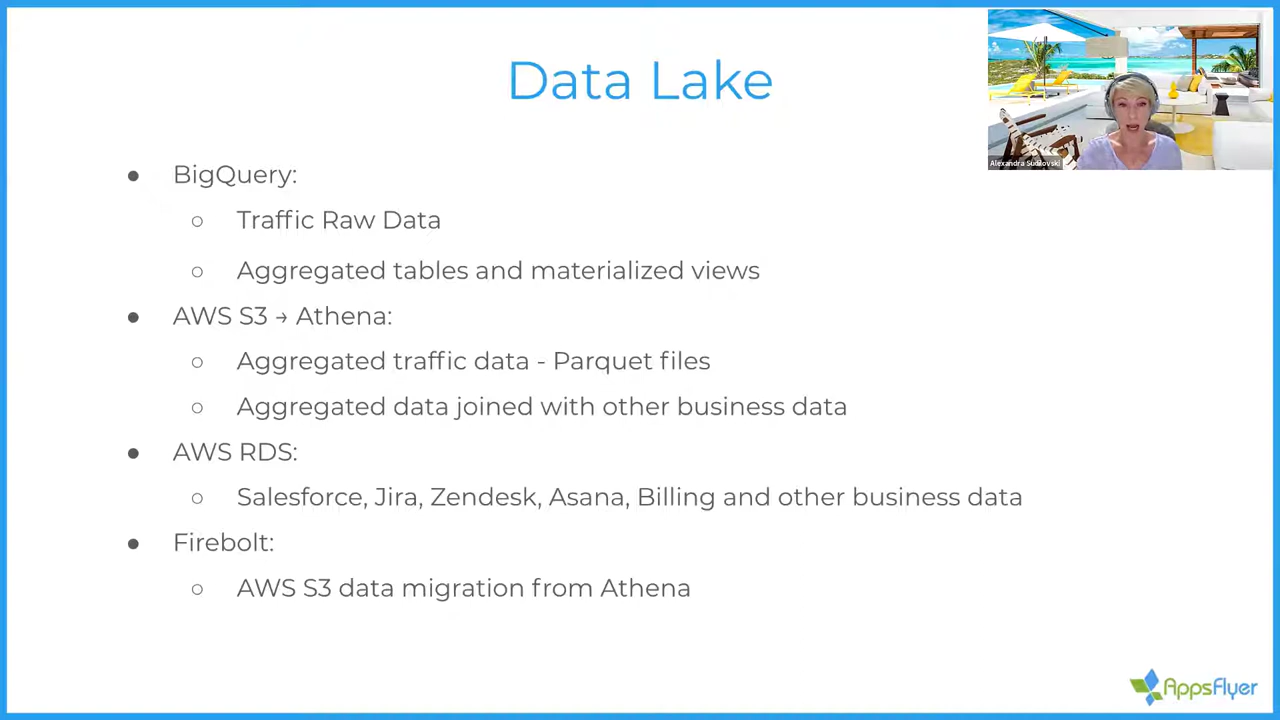 Data Lake
Alexandra Sudilovski
● BigQuery:
○ Traffic Raw Data
○ Aggregated tables and materialized views
● AWS S3 → Athena:
○ Aggregated traffic data - Parquet files
○ Aggregated data joined with other business data
● AWS RDS:
○ Salesforce, Jira, Zendesk, Asana, Billing and other business data
● Firebolt:
○ AWS S3 data migration from Athena
AppsFlyer